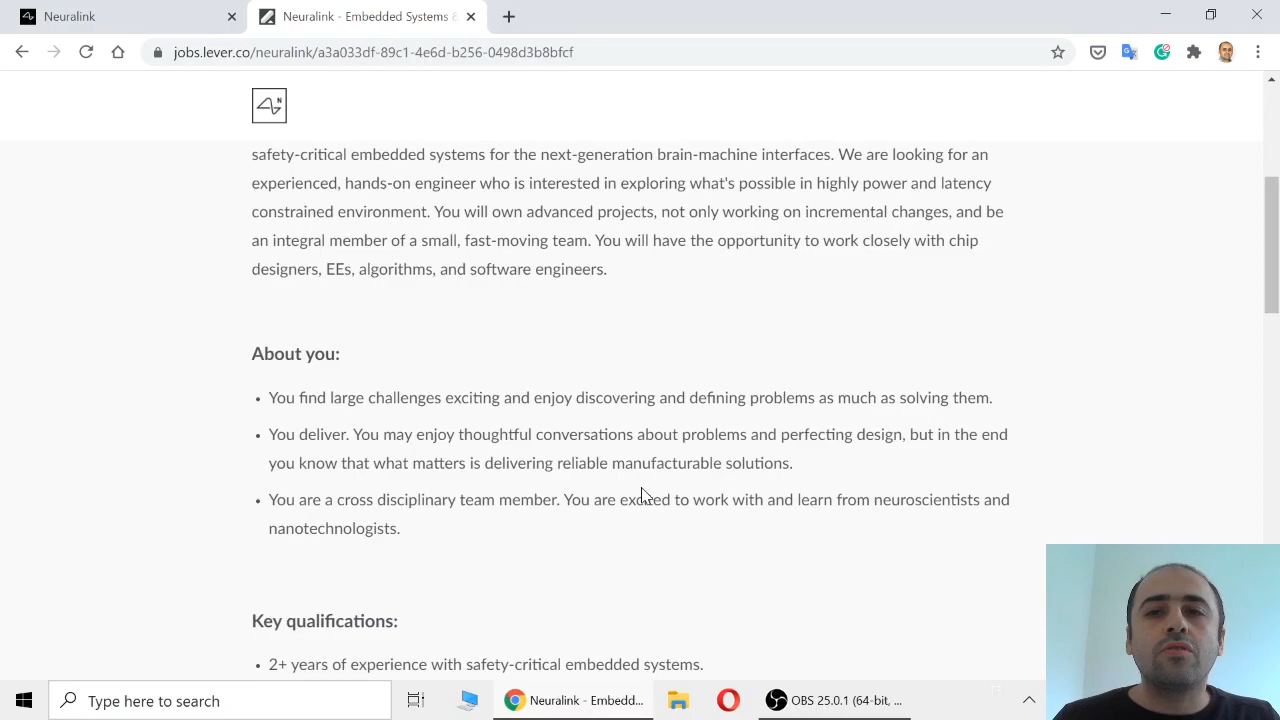 Neuralink
Neuralink - Embedded Systems &
jobs.lever.co/neuralink/a3a033df-89c1-4e6d-b256-0498d3b8bfcf
N
safety-critical embedded systems for the next-generation brain-machine interfaces. We are looking for an
experienced, hands-on engineer who is interested in exploring what's possible in highly power and latency
constrained environment. You will own advanced projects, not only working on incremental changes, and be
an integral member of a small, fast-moving team. You will have the opportunity to work closely with chip
designers, EEs, algorithms, and software engineers.
About you:
• You find large challenges exciting and enjoy discovering and defining problems as much as solving them.
• You deliver. You may enjoy thoughtful conversations about problems and perfecting design, but in the end
you know that what matters is delivering reliable manufacturable solutions.
• You are a cross disciplinary team member. You are excited to work with and learn from neuroscientists and
nanotechnologists.
Key qualifications:
• 2+ years of experience with safety-critical embedded systems.
Type here to search
Neuralink - Embedd...
OBS 25.0.1 (64-bit, ...